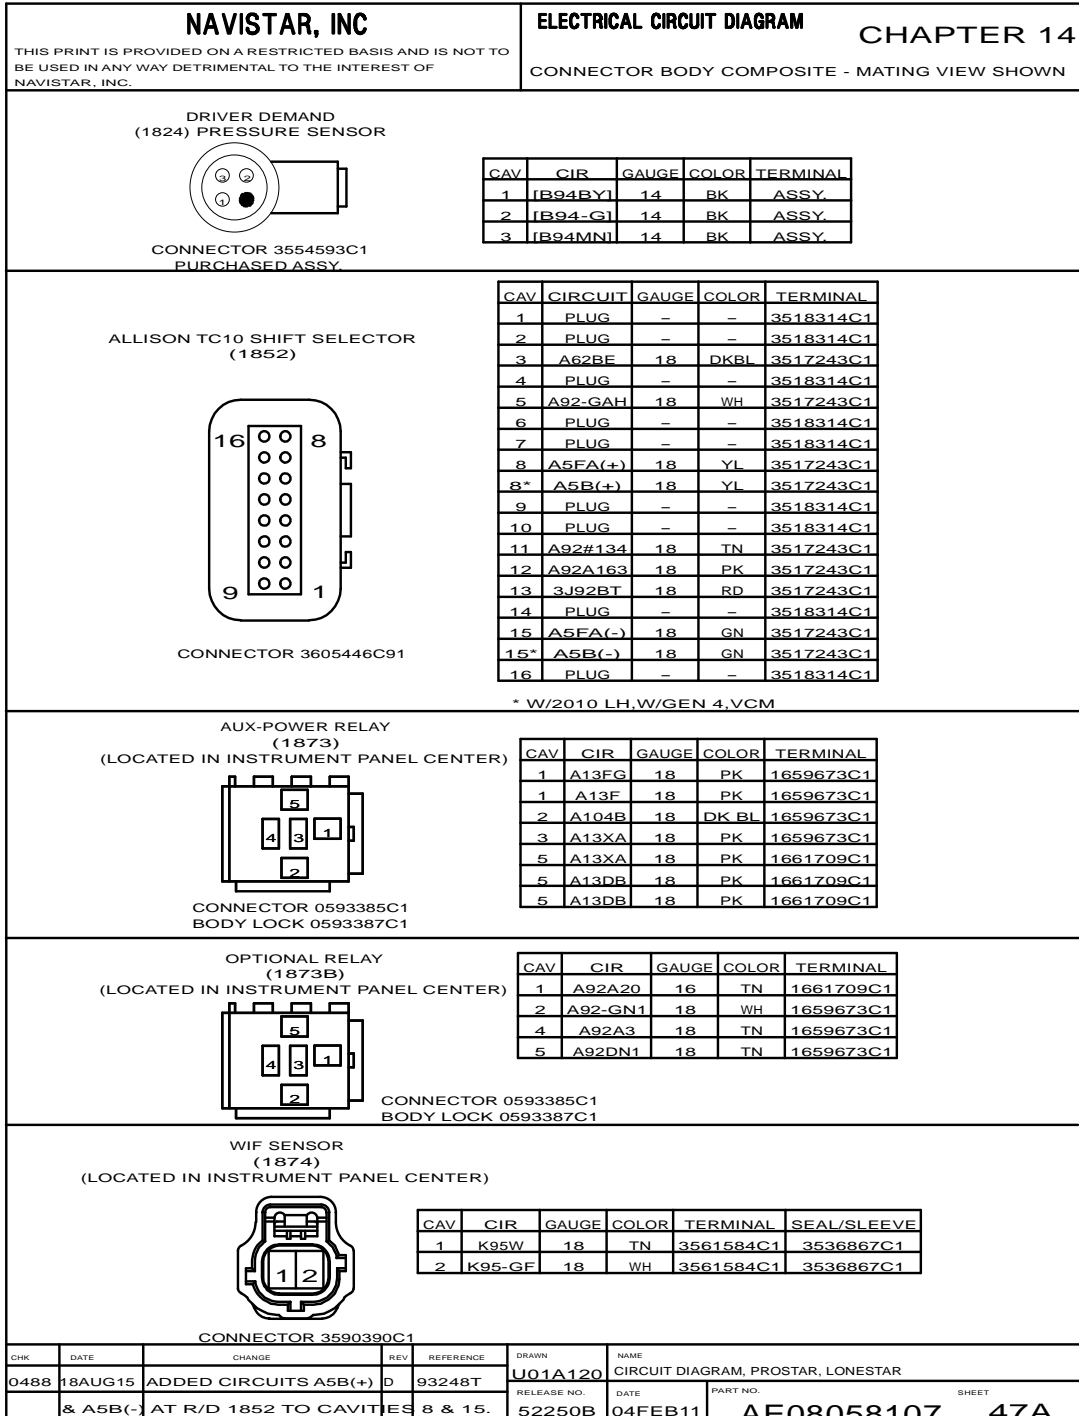 NAVISTAR, INC
THIS PRINT IS PROVIDED ON A RESTRICTED BASIS AND IS NOT TO
BE USED IN ANY WAY DETRIMENTAL TO THE INTEREST OF
NAVISTAR, INC.
ELECTRICAL CIRCUIT DIAGRAM
CHAPTER 14
CONNECTOR BODY COMPOSITE - MATING VIEW SHOWN
DRIVER DEMAND
(1824) PRESSURE SENSOR
3 2
1
CONNECTOR 3554593C1
PURCHASED ASSY.
CAV CIR GAUGE COLOR TERMINAL
1 [B94BY] 14 BK ASSY.
2 [B94-G] 14 BK ASSY.
3 [B94MN] 14 BK ASSY.
ALLISON TC10 SHIFT SELECTOR
(1852)
16 8
9 1
CONNECTOR 3605446C91
CAV CIRCUIT GAUGE COLOR TERMINAL
1 PLUG – – 3518314C1
2 PLUG – – 3518314C1
3 A62BE 18 DKBL 3517243C1
4 PLUG – – 3518314C1
5 A92-GAH 18 WH 3517243C1
6 PLUG – – 3518314C1
7 PLUG – – 3518314C1
8 A5FA(+) 18 YL 3517243C1
8* A5B(+) 18 YL 3517243C1
9 PLUG – – 3518314C1
10 PLUG – – 3518314C1
11 A92#134 18 TN 3517243C1
12 A92A163 18 PK 3517243C1
13 3J92BT 18 RD 3517243C1
14 PLUG – – 3518314C1
15 A5FA(-) 18 GN 3517243C1
15* A5B(-) 18 GN 3517243C1
16 PLUG – – 3518314C1
* W/2010 LH,W/GEN 4,VCM
AUX-POWER RELAY
(1873)
(LOCATED IN INSTRUMENT PANEL CENTER)
5
4 3 1
2
CONNECTOR 0593385C1
BODY LOCK 0593387C1
CAV CIR GAUGE COLOR TERMINAL
1 A13FG 18 PK 1659673C1
1 A13F 18 PK 1659673C1
2 A104B 18 DK BL 1659673C1
3 A13XA 18 PK 1659673C1
5 A13XA 18 PK 1661709C1
5 A13DB 18 PK 1661709C1
5 A13DB 18 PK 1661709C1
OPTIONAL RELAY
(1873B)
(LOCATED IN INSTRUMENT PANEL CENTER)
5
4 3 1
2
CONNECTOR 0593385C1
BODY LOCK 0593387C1
CAV CIR GAUGE COLOR TERMINAL
1 A92A20 16 TN 1661709C1
2 A92-GN1 18 WH 1659673C1
4 A92A3 18 TN 1659673C1
5 A92DN1 18 TN 1659673C1
WIF SENSOR
(1874)
(LOCATED IN INSTRUMENT PANEL CENTER)
1 2
CONNECTOR 3590390C1
CAV CIR GAUGE COLOR TERMINAL SEAL/SLEEVE
1 K95W 18 TN 3561584C1 3536867C1
2 K95-GF 18 WH 3561584C1 3536867C1
CHK DATE CHANGE REV REFERENCE
0488 18AUG15 ADDED CIRCUITS A5B(+) D 93248T
& A5B(-) AT R/D 1852 TO CAVITIES 8 & 15.
DRAWN
U01A120
NAME
CIRCUIT DIAGRAM, PROSTAR, LONESTAR
RELEASE NO.
52250B
DATE
04FEB11
PART NO.
AE08058107
SHEET
47A